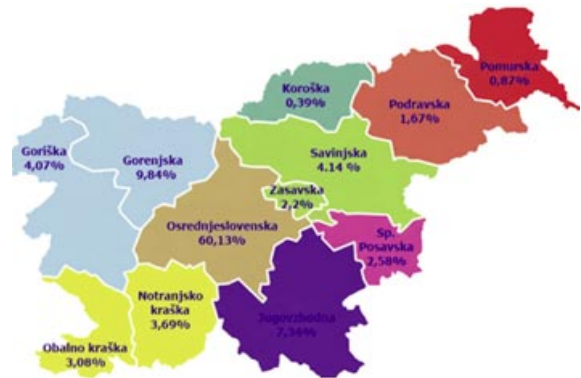 Pomurska
0,87%
Koroška
0,39%
Podravska
1,67%
Goriška
4,07%
Gorenjska
9,84%
Savinjska
4.14 %
Zasavska
2,2%
Osrednjeslovenska
60,13%
Sp.
Posavska
2,58%
Notranjsko
kraška
3,69%
Jugovzhodna
7,34%
Obalno kraška
3,08%